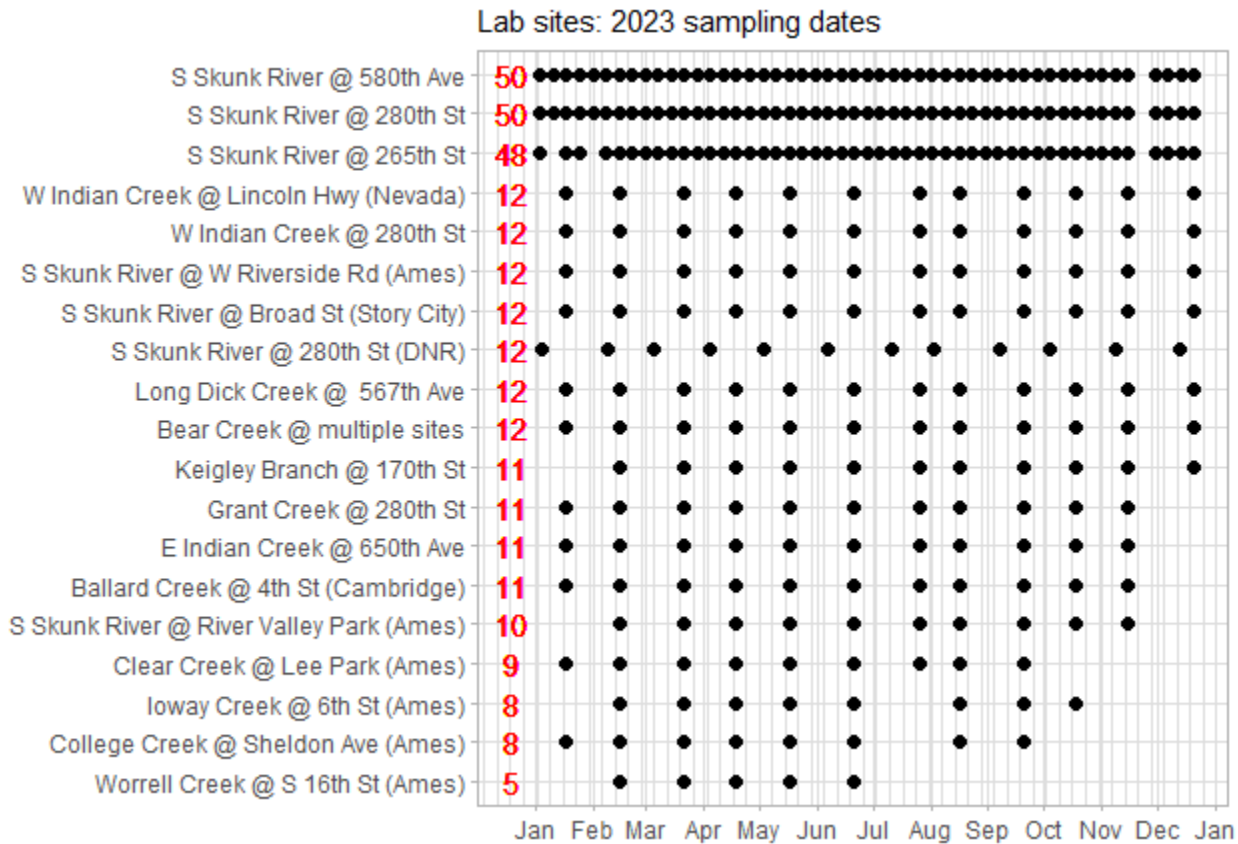 Lab sites: 2023 sampling dates
S Skunk River @ 580th Ave 50
S Skunk River @ 280th St 50
S Skunk River @ 265th St 48
W Indian Creek @ Lincoln Hwy (Nevada) 12
W Indian Creek @ 280th St 12
S Skunk River @ W Riverside Rd (Ames) 12
S Skunk River @ Broad St (Story City) 12
S Skunk River @ 280th St (DNR) 12
Long Dick Creek @  567th Ave 12
Bear Creek @ multiple sites 12
Keigley Branch @ 170th St 11
Grant Creek @ 280th St 11
E Indian Creek @ 650th Ave 11
Ballard Creek @ 4th St (Cambridge) 11
S Skunk River @ River Valley Park (Ames) 10
Clear Creek @ Lee Park (Ames) 9
Ioway Creek @ 6th St (Ames) 8
College Creek @ Sheldon Ave (Ames) 8
Worrell Creek @ S 16th St (Ames) 5
Jan Feb Mar Apr May Jun Jul Aug Sep Oct Nov Dec Jan